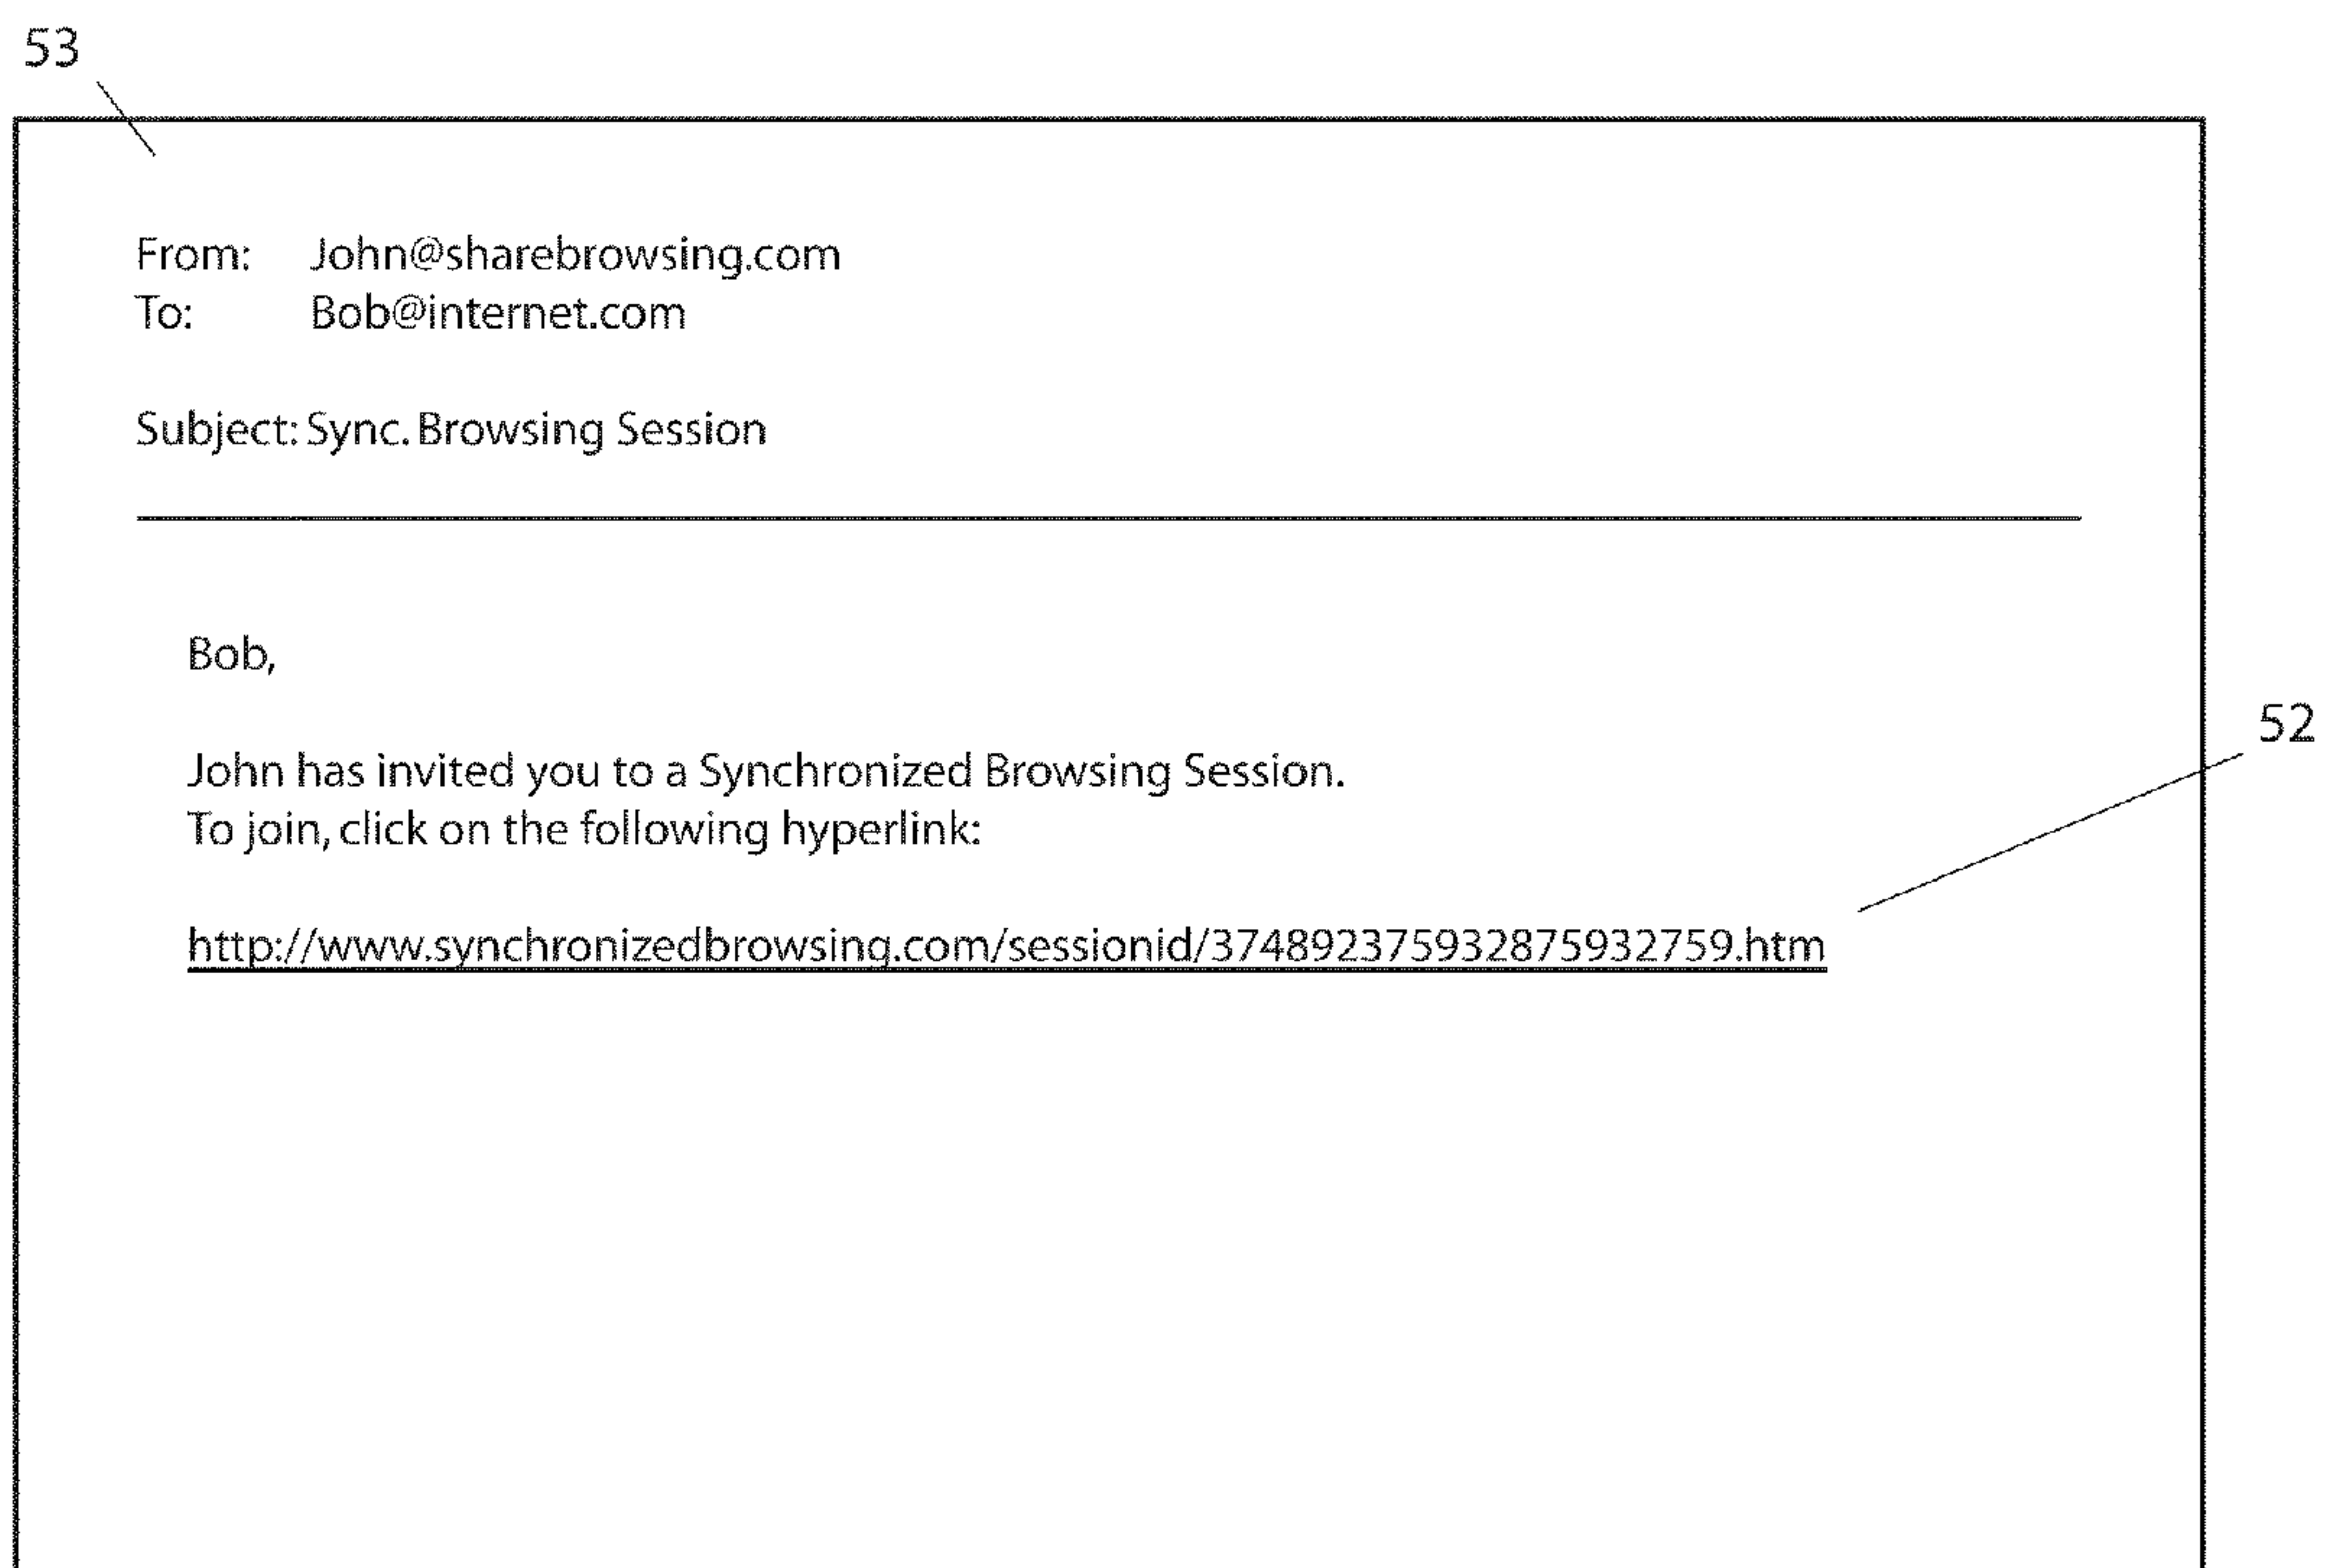 53
From: John@sharebrowsing.com
To: Bob@internet.com
Subject: Sync. Browsing Session
Bob,
52
John has invited you to a Synchronized Browsing Session.
To join, click on the following hyperlink:
http://www.synchronizedbrowsing.com/sessionid/374892375932875932759.htm